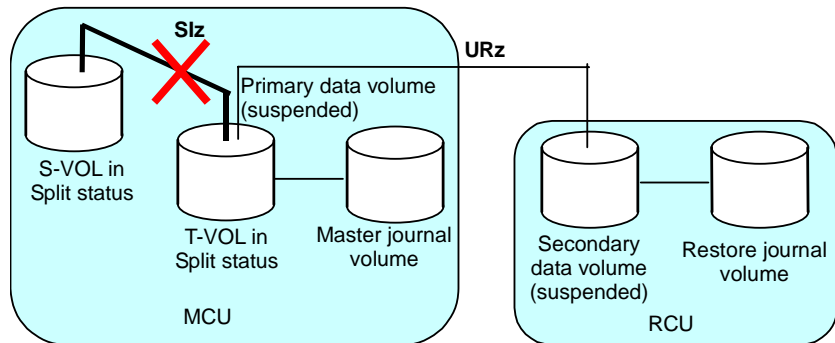 SIz
URz
Primary data volume
(suspended)
S-VOL in
Split status
T-VOL in
Split status
Master journal
volume
Secondary
data volume
(suspended)
Restore journal
volume
MCU
RCU